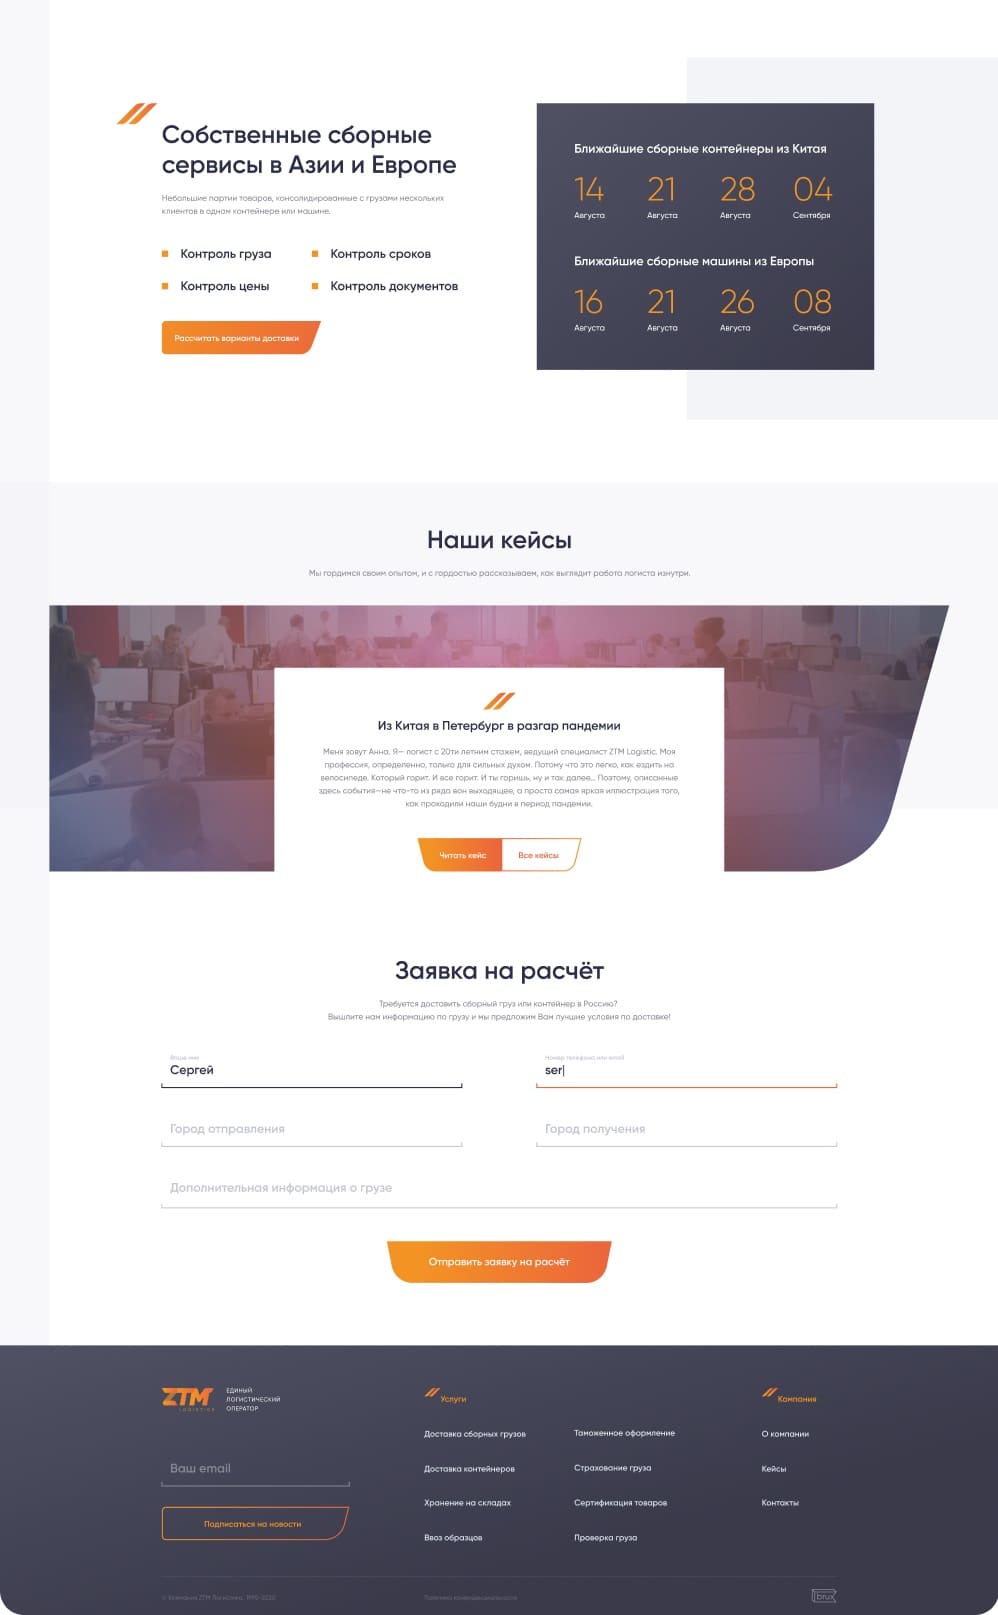 Собственные сборные
сервисы в Азии и Европе
Небольшие партии товаров, консолидированные с грузами нескольких
клиентов в одном контейнере или машине.
Контроль груза
Контроль сроков
Контроль цены
Контроль документов
Рассчитать варианты доставки
Ближайшие сборные контейнеры из Китая
14 21 28 04
Августа Августа Августа Сентября
Ближайшие сборные машины из Европы
16 21 26 08
Августа Августа Августа Сентября
Наши кейсы
Мы гордимся своим опытом, и с гордостью рассказываем, как выглядит работа логиста изнутри.
Из Китая в Петербург в разгар пандемии
Меня зовут Анна. Я— логист с 20ти летним стажем, ведущий специалист ZTM Logistic. Моя
профессия, определенно, только для сильных духом. Потому что это легко, как ездить на
велосипеде. Который горит. И все горит. И ты горишь, ну и так далее... Поэтому, описанные
здесь события—не что-то из ряда вон выходящее, а просто самая яркая иллюстрация того,
как проходили наши будни в период пандемии.
Читать кейс
Все кейсы
Заявка на расчёт
Требуется доставить сборный груз или контейнер в Россию?
Вышлите нам информацию по грузу и мы предложим Вам лучшие условия по доставке!
Ваше имя
Сергей
Номер телефона или email
ser
Город отправления
Город получения
Дополнительная информация о грузе
Отправить заявку на расчёт
ZTM
LOGISTICS
ЕДИНЫЙ
ЛОГИСТИЧЕСКИЙ
ОПЕРАТОР
Ваш email
Подписаться на новости
Услуги
Доставка сборных грузов
Доставка контейнеров
Хранение на складах
Ввоз образцов
Таможенное оформление
Страхование груза
Сертификация товаров
Проверка груза
Компания
О компании
Кейсы
Контакты
© Компания ZTM Логистика, 1995-2020
Политика конфиденциальности
brux